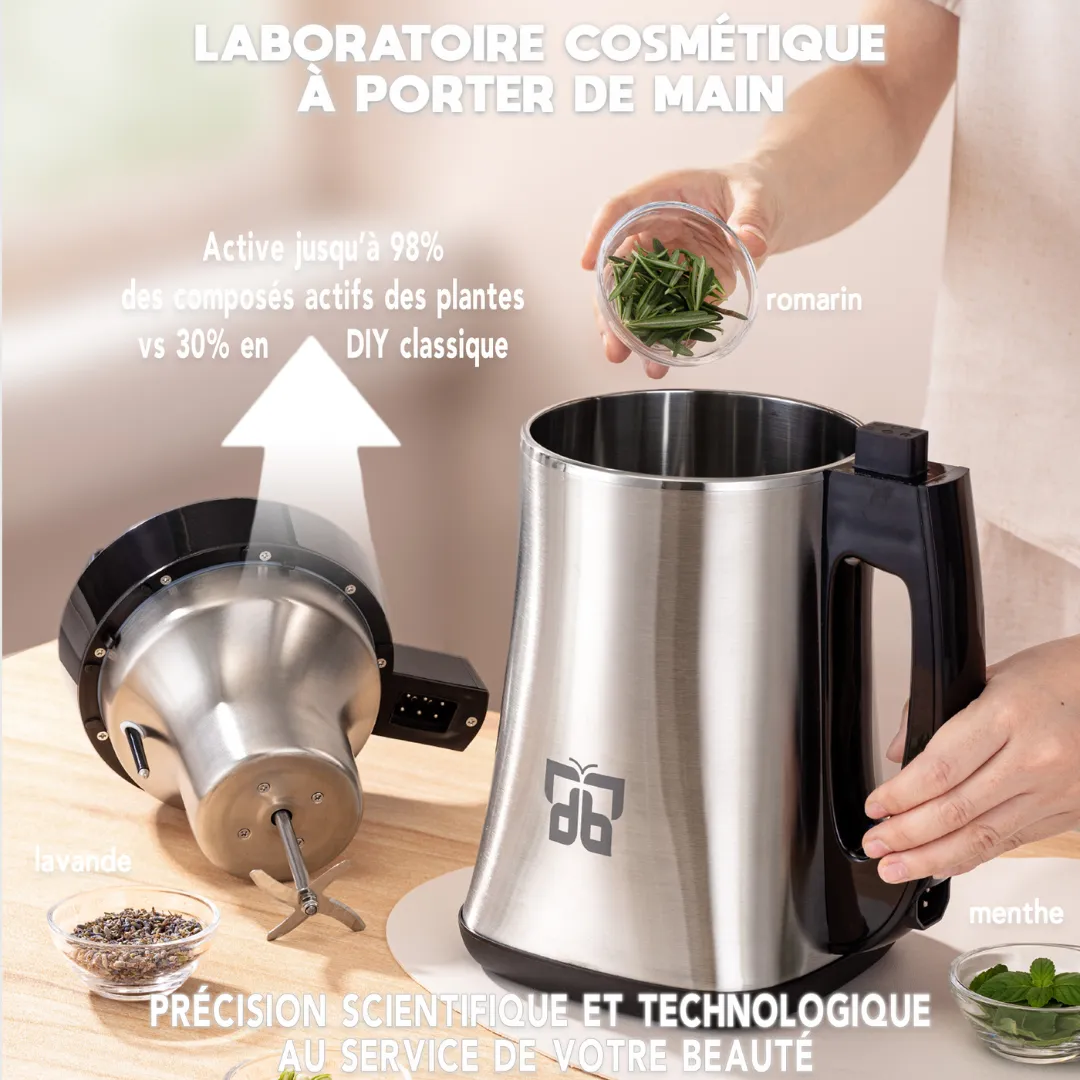 LABORATOIRE COSMÉTIQUE
À PORTER DE MAIN
Active jusqu'à 98%
des composés actifs des plantes
vs 30% en DIY classique
romarin
db
lavande
menthe
PRÉCISION SCIENTIFIQUE ET TECHNOLOGIQUE
AU SERVICE DE VOTRE BEAUTÉ